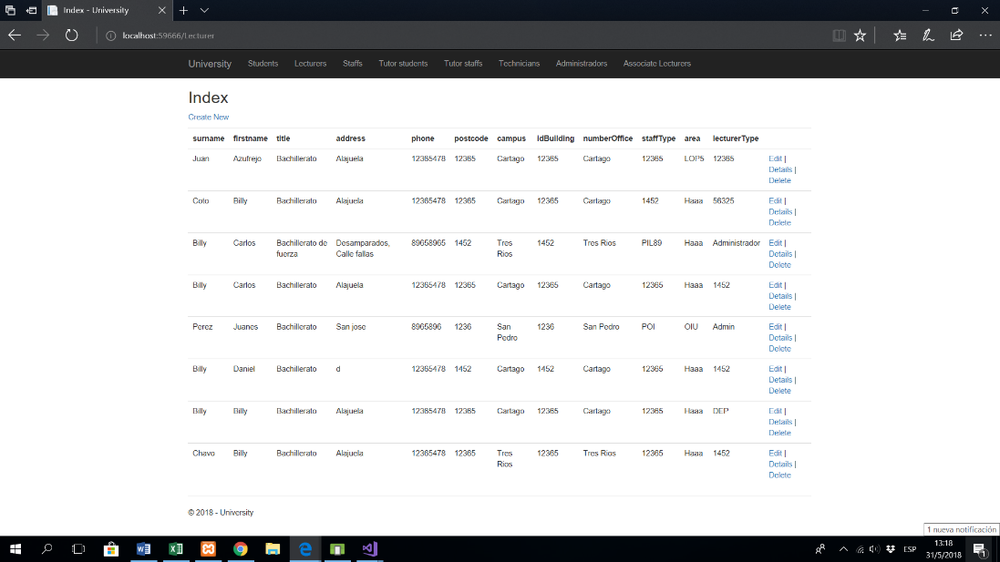 Index - University
localhost:59666/Lecturer
University Students Lecturers Staffs Tutor students Tutor staffs Technicians Administradors Associate Lecturers
Index
Create New
surname firstname title address phone postcode campus idBuilding numberOffice staffType area lecturerType
Juan Azufrejo Bachillerato Alajuela 12365478 12365 Cartago 12365 Cartago 12365 LOP5 12365 Edit |
Details |
Delete
Coto Billy Bachillerato Alajuela 12365478 12365 Cartago 12365 Cartago 1452 Haaa 56325 Edit |
Details |
Delete
Billy Carlos Bachillerato de Desamparados, 89658965 1452 Tres 1452 Tres Rios PIL89 Haaa Administrador Edit |
fuerza Calle fallas Rios Details |
Delete
Billy Carlos Bachillerato Alajuela 12365478 12365 Cartago 12365 Cartago 12365 Haaa 1452 Edit |
Details |
Delete
Perez Juanes Bachillerato San jose 8965896 1236 San 1236 San Pedro POI OIU Admin Edit |
Pedro Details |
Delete
Billy Daniel Bachillerato d 12365478 1452 Cartago 1452 Cartago 12365 Haaa 1452 Edit |
Details |
Delete
Billy Billy Bachillerato Alajuela 12365478 12365 Cartago 12365 Cartago 12365 Haaa DEP Edit |
Details |
Delete
Chavo Billy Bachillerato Alajuela 12365478 12365 Tres 12365 Tres Rios 12365 Haaa 1452 Edit |
Rios Details |
Delete
© 2018 - University
1 nueva notificación
ESP 13:18
31/5/2018
1